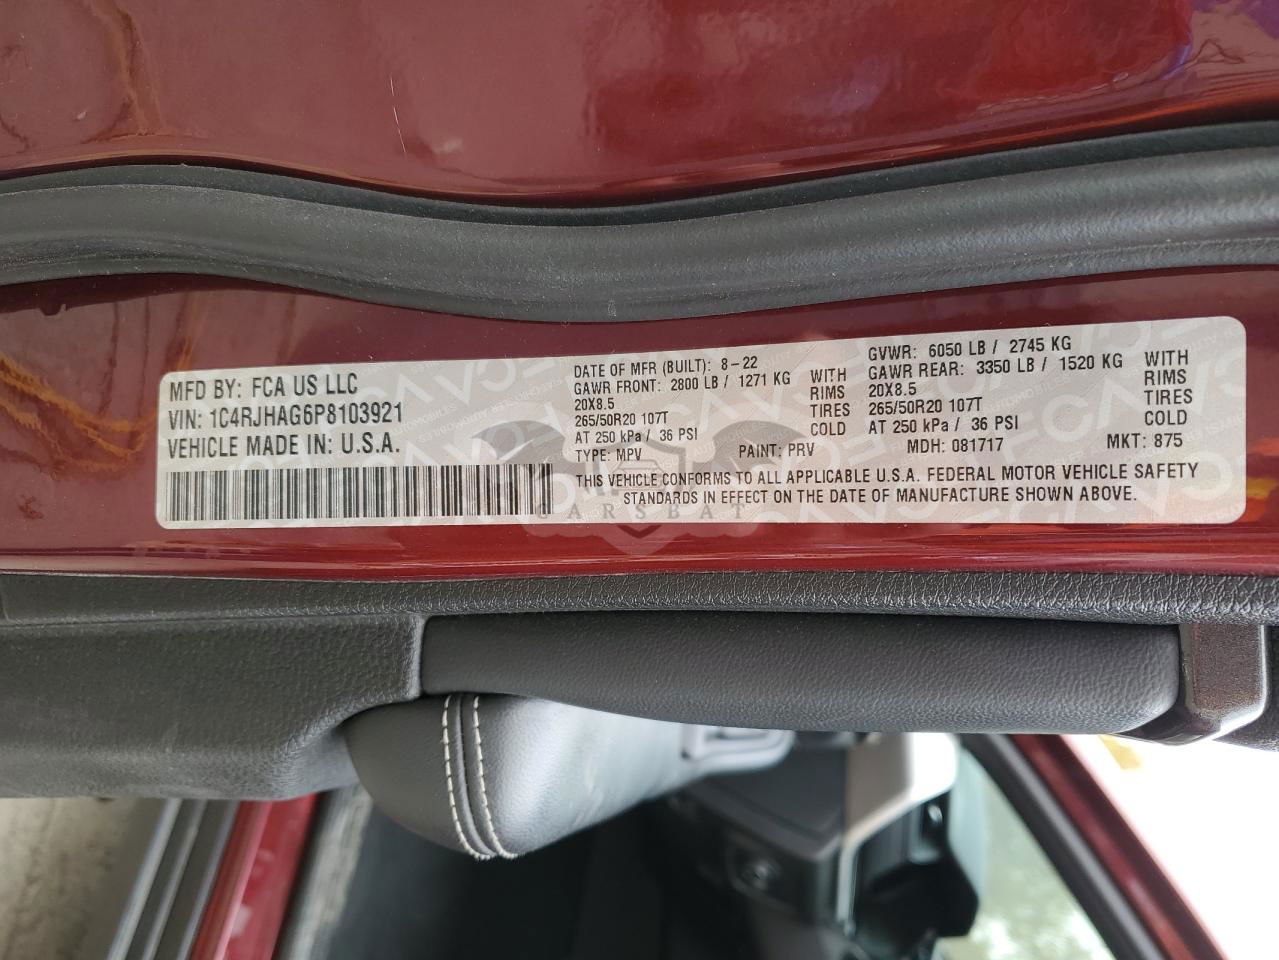 MFD BY: FCA US LLC
VIN: 1C4RJHAG6P8103921
VEHICLE MADE IN: U.S.A.
DATE OF MFR (BUILT): 8-22
GAWR FRONT: 2800 LB / 1271 KG WITH
20X8.5 RIMS
265/50R20 107T TIRES
AT 250 kPa / 36 PSI COLD
TYPE: MPV PAINT: PRV
GVWR: 6050 LB / 2745 KG
GAWR REAR: 3350 LB / 1520 KG WITH
20X8.5 RIMS
265/50R20 107T TIRES
AT 250 kPa / 36 PSI COLD
MDH: 081717 MKT: 875
THIS VEHICLE CONFORMS TO ALL APPLICABLE U.S.A. FEDERAL MOTOR VEHICLE SAFETY
STANDARDS IN EFFECT ON THE DATE OF MANUFACTURE SHOWN ABOVE.
CARSBAT